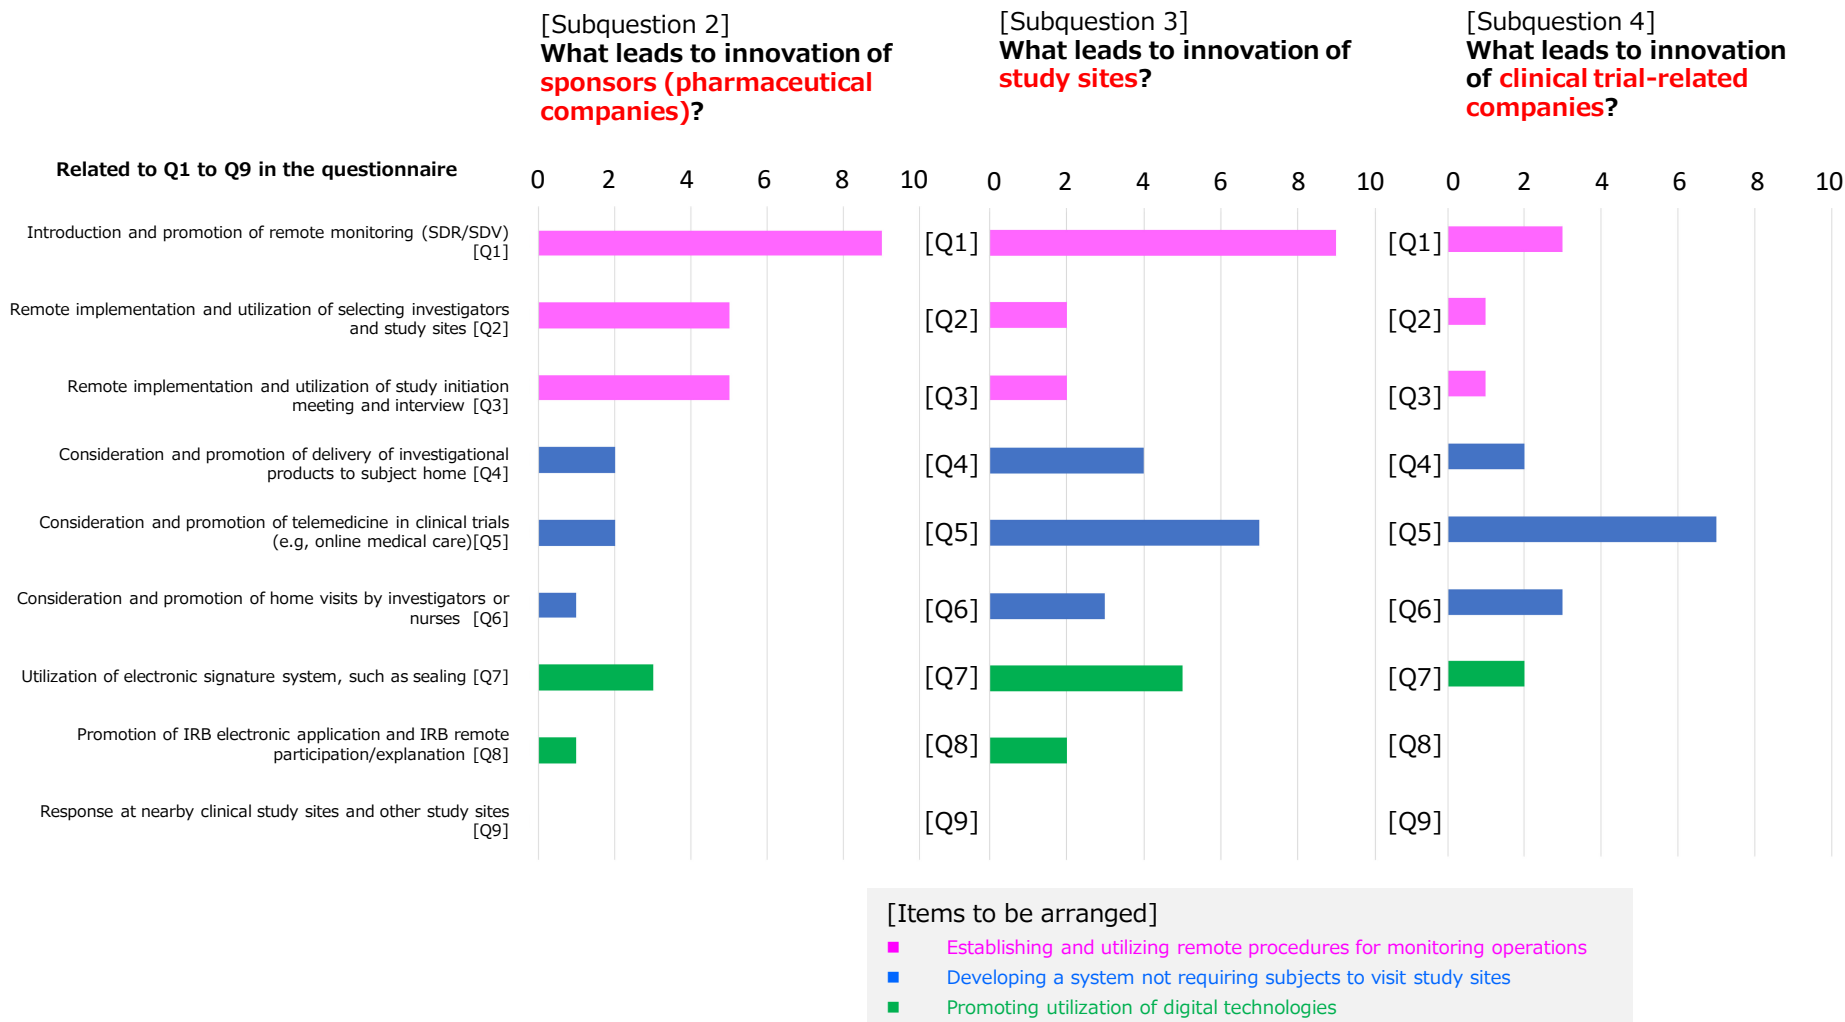 [Subquestion 2]
What leads to innovation of
sponsors (pharmaceutical
companies)?
[Subquestion 3]
What leads to innovation of
study sites?
[Subquestion 4]
What leads to innovation
of clinical trial-related
companies?
Related to Q1 to Q9 in the questionnaire
0 2 4 6 8 10
0 2 4 6 8 10
0 2 4 6 8 10
Introduction and promotion of remote monitoring (SDR/SDV)
[Q1]
[Q1]
[Q1]
Remote implementation and utilization of selecting investigators
and study sites [Q2]
[Q2]
[Q2]
Remote implementation and utilization of study initiation
meeting and interview [Q3]
[Q3]
[Q3]
Consideration and promotion of delivery of investigational
products to subject home [Q4]
[Q4]
[Q4]
Consideration and promotion of telemedicine in clinical trials
(e.g, online medical care)[Q5]
[Q5]
[Q5]
Consideration and promotion of home visits by investigators or
nurses [Q6]
[Q6]
[Q6]
Utilization of electronic signature system, such as sealing [Q7]
[Q7]
[Q7]
Promotion of IRB electronic application and IRB remote
participation/explanation [Q8]
[Q8]
[Q8]
Response at nearby clinical study sites and other study sites
[Q9]
[Q9]
[Q9]
[Items to be arranged]
Establishing and utilizing remote procedures for monitoring operations
Developing a system not requiring subjects to visit study sites
Promoting utilization of digital technologies